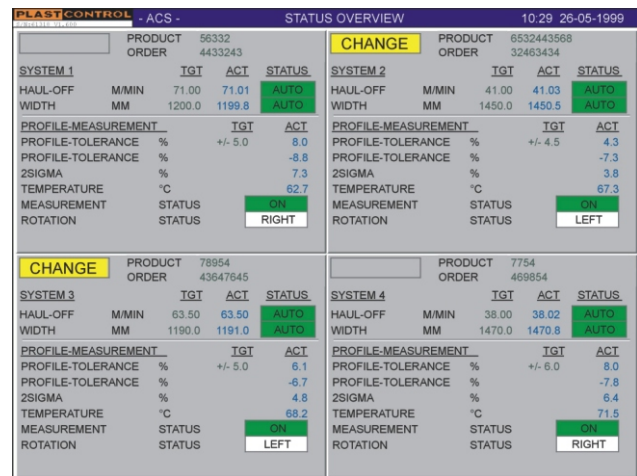 PLAST CONTROL - ACS - STATUS OVERVIEW 10:29 26-05-1999
PRODUCT 56332
ORDER 4433243
SYSTEM 1 TGT ACT STATUS
HAUL-OFF M/MIN 71.00 71.01 AUTO
WIDTH MM 1200.0 1199.8 AUTO
PROFILE-MEASUREMENT TGT ACT
PROFILE-TOLERANCE % +/- 5.0 8.0
PROFILE-TOLERANCE % -8.8
2SIGMA % 7.3
TEMPERATURE °C 62.7
MEASUREMENT STATUS ON
ROTATION STATUS RIGHT
CHANGE PRODUCT 6532443568
ORDER 32463434
SYSTEM 2 TGT ACT STATUS
HAUL-OFF M/MIN 41.00 41.03 AUTO
WIDTH MM 1450.0 1450.5 AUTO
PROFILE-MEASUREMENT TGT ACT
PROFILE-TOLERANCE % +/- 4.5 4.3
PROFILE-TOLERANCE % -7.3
2SIGMA % 3.8
TEMPERATURE °C 67.3
MEASUREMENT STATUS ON
ROTATION STATUS LEFT
CHANGE PRODUCT 78954
ORDER 43647645
SYSTEM 3 TGT ACT STATUS
HAUL-OFF M/MIN 63.50 63.50 AUTO
WIDTH MM 1190.0 1191.0 AUTO
PROFILE-MEASUREMENT TGT ACT
PROFILE-TOLERANCE % +/- 5.0 6.1
PROFILE-TOLERANCE % -6.7
2SIGMA % 4.8
TEMPERATURE °C 68.2
MEASUREMENT STATUS ON
ROTATION STATUS LEFT
PRODUCT 7754
ORDER 469854
SYSTEM 4 TGT ACT STATUS
HAUL-OFF M/MIN 38.00 38.02 AUTO
WIDTH MM 1470.0 1470.8 AUTO
PROFILE-MEASUREMENT TGT ACT
PROFILE-TOLERANCE % +/- 6.0 8.0
PROFILE-TOLERANCE % -7.8
2SIGMA % 6.4
TEMPERATURE °C 71.5
MEASUREMENT STATUS ON
ROTATION STATUS RIGHT